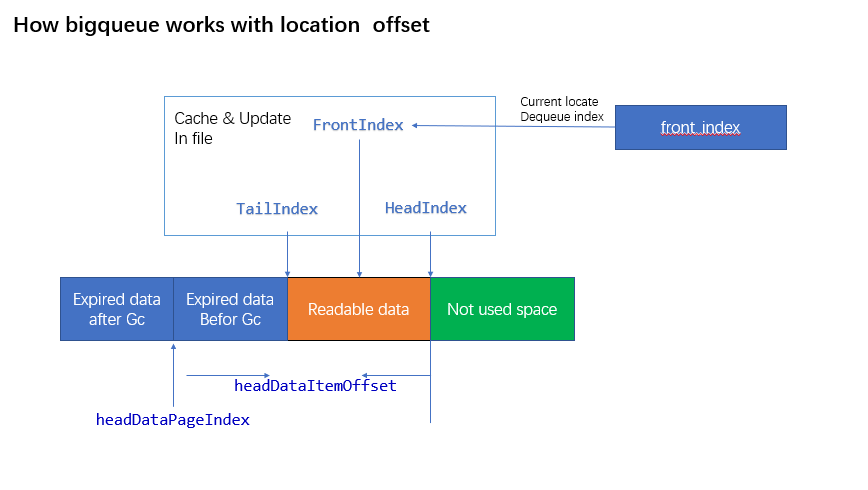 How bigqueue works with location offset
Current locate
Dequeue index
Cache & Update
In file
FrontIndex
front_index
TailIndex
HeadIndex
Expired data
after Gc
Expired data
Befor Gc
Readable data
Not used space
headDataItemOffset
headDataPageIndex